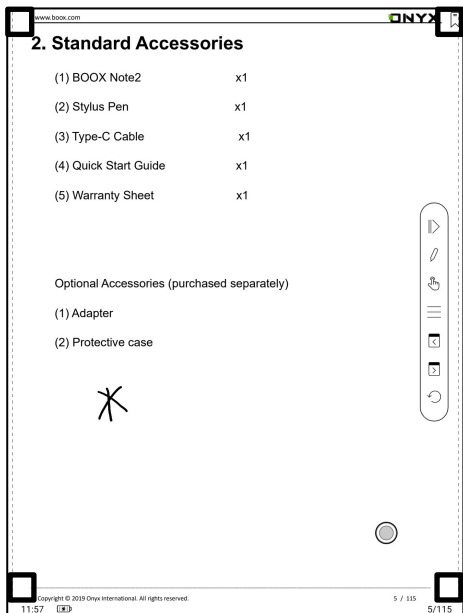 www.boox.com
ONYX
2. Standard Accessories
(1) BOOX Note2 x1
(2) Stylus Pen x1
(3) Type-C Cable x1
(4) Quick Start Guide x1
(5) Warranty Sheet x1
Optional Accessories (purchased separately)
(1) Adapter
(2) Protective case
Copyright © 2019 Onyx International. All rights reserved. 5 / 115
11:57 5/115